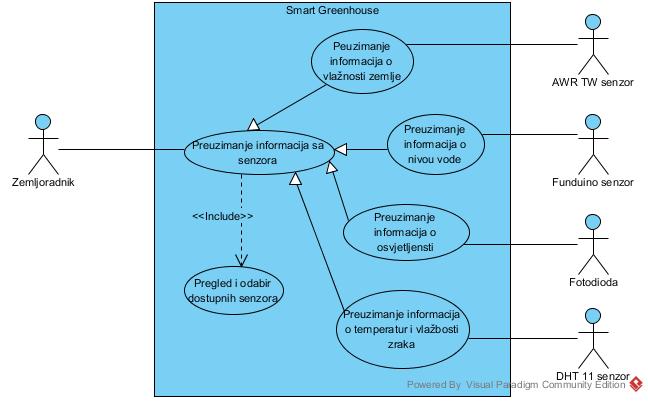 Smart Greenhouse
Peuzimanje
informacija o
vlažnosti zemlje
AWR TW senzor
Preuzimanje informacija sa
senzora
Preuzimanje
informacija o
nivou vode
Zemljoradnik
Funduino senzor
<<Include>>
Preuzimanje
informacija o
osvjetljensti
Fotodioda
Pregled i odabir
dostupnih senzora
Preuzimanje informacija
o temperatur i vlažbosti
zraka
DHT 11 senzor
Powered By Visual Paradigm Community Edition